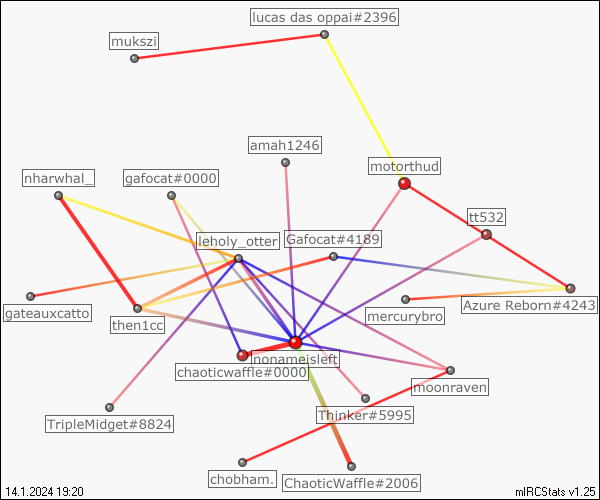 lucas das oppai#2396
mukszi
amah1246
motorthud
nharwhal_
gafocat#0000
tt532
leholy_otter
Gafocat#4189
gateauxcatto
mercurybro
Azure Reborn#4243
then1cc
nonameisleft
chaoticwaffle#0000
moonraven
TripleMidget#8824
Thinker#5995
chobham.
ChaoticWaffle#2006
14.1.2024 19:20
mIRCStats v1.25